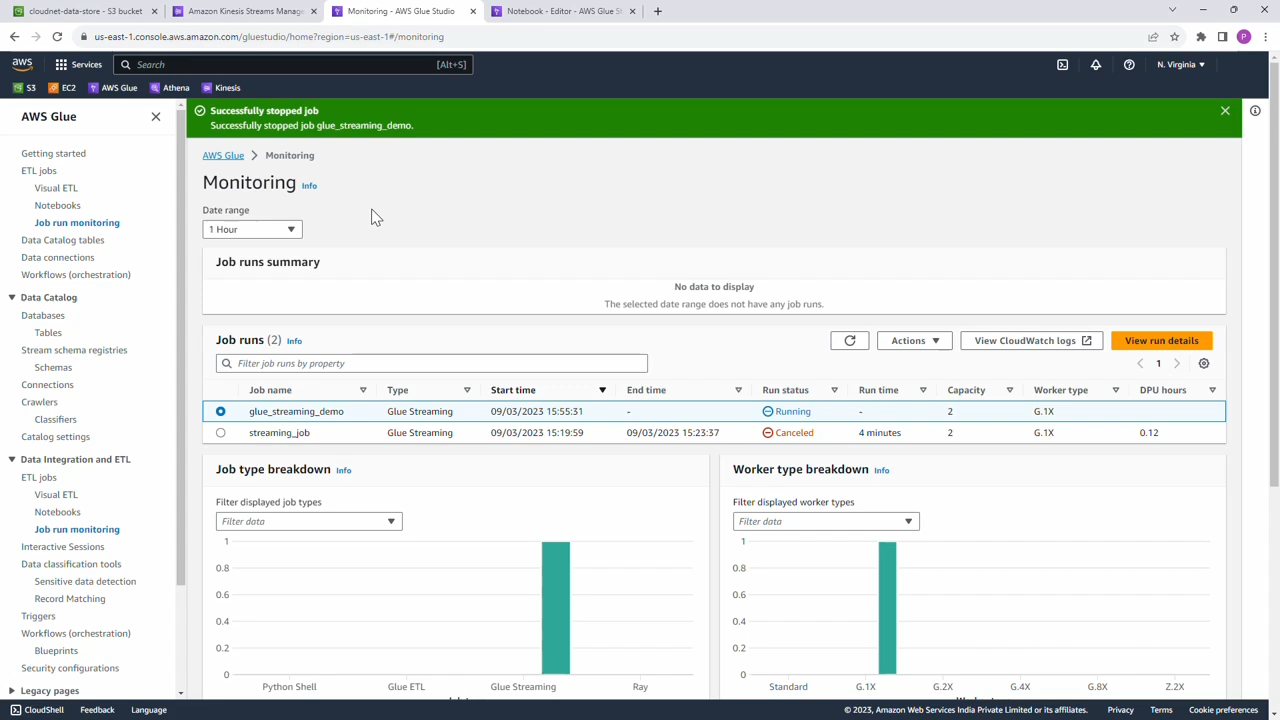 cloudnet-data-store - S3 bucket
Amazon Kinesis Streams Manage
Monitoring - AWS Glue Studio
Notebook - Editor - AWS Glue St
us-east-1.console.aws.amazon.com/gluestudio/home?region=us-east-1#/monitoring
P
aws Services Search [Alt+S] N. Virginia
S3 EC2 AWS Glue Athena Kinesis
AWS Glue
Getting started
ETL jobs
Visual ETL
Notebooks
Job run monitoring
Data Catalog tables
Data connections
Workflows (orchestration)
Data Catalog
Databases
Tables
Stream schema registries
Schemas
Connections
Crawlers
Classifiers
Catalog settings
Data Integration and ETL
ETL jobs
Visual ETL
Notebooks
Job run monitoring
Interactive Sessions
Data classification tools
Sensitive data detection
Record Matching
Triggers
Workflows (orchestration)
Blueprints
Security configurations
Legacy pages
Successfully stopped job
Successfully stopped job glue_streaming_demo.
AWS Glue > Monitoring
Monitoring Info
Date range
1 Hour
Job runs summary
No data to display
The selected date range does not have any job runs.
Job runs (2) Info
Actions
View CloudWatch logs
View run details
Filter job runs by property
1
Job name Type Start time End time Run status Run time Capacity Worker type DPU hours
glue_streaming_demo Glue Streaming 09/03/2023 15:55:31 - Running - 2 G.1X
streaming_job Glue Streaming 09/03/2023 15:19:59 09/03/2023 15:23:37 Canceled 4 minutes 2 G.1X 0.12
Job type breakdown Info
Filter displayed job types
Filter data
1
0.8
0.6
0.4
0.2
0
Python Shell Glue ETL Glue Streaming Ray
Worker type breakdown Info
Filter displayed worker types
Filter data
1
0.8
0.6
0.4
0.2
0
Standard G.1X G.2X G.4X G.8X Z.2X
CloudShell Feedback Language © 2023, Amazon Web Services India Private Limited or its affiliates. Privacy Terms Cookie preferences